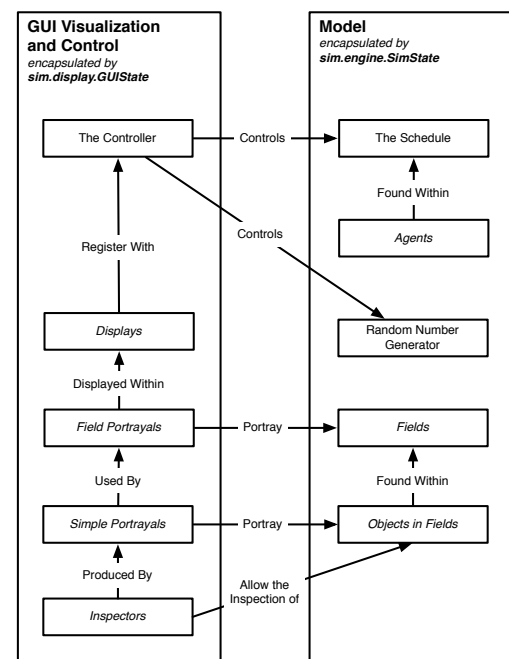 GUI Visualization
and Control
encapsulated by
sim.display.GUIState
Model
encapsulated by
sim.engine.SimState
The Controller
Controls
The Schedule
Found Within
Agents
Register With
Controls
Displays
Random Number
Generator
Displayed Within
Field Portrayals
Portray
Fields
Used By
Found Within
Simple Portrayals
Portray
Objects in Fields
Produced By
Allow the
Inspection of
Inspectors